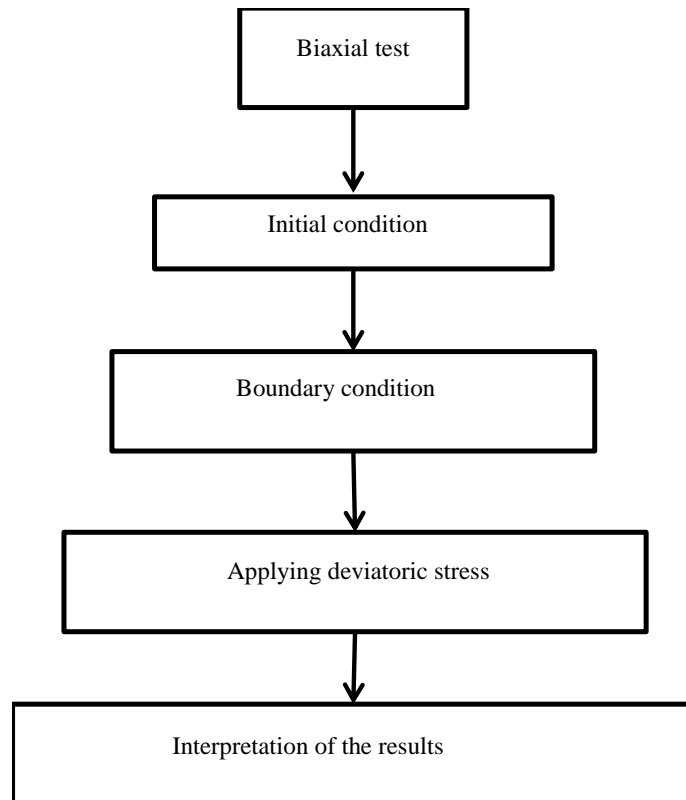 Biaxial test
Initial condition
Boundary condition
Applying deviatoric stress
Interpretation of the results